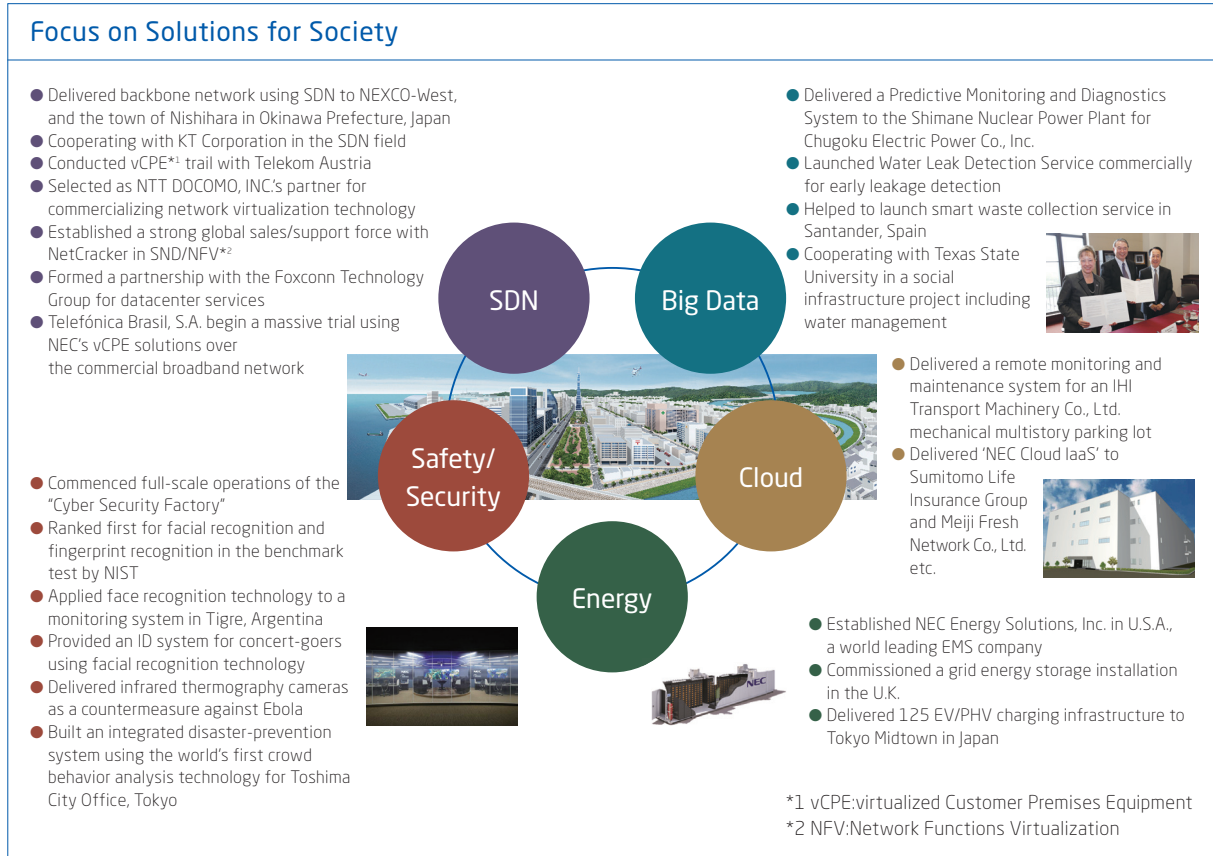 Focus on Solutions for Society
● Delivered backbone network using SDN to NEXCO-West,
and the town of Nishihara in Okinawa Prefecture, Japan
● Cooperating with KT Corporation in the SDN field
● Conducted vCPE*1 trail with Telekom Austria
● Selected as NTT DOCOMO, INC.'s partner for
commercializing network virtualization technology
● Established a strong global sales/support force with
NetCracker in SND/NFV*2
● Formed a partnership with the Foxconn Technology
Group for datacenter services
● Telefónica Brasil, S.A. begin a massive trial using
NEC's vCPE solutions over
the commercial broadband network
● Delivered a Predictive Monitoring and Diagnostics
System to the Shimane Nuclear Power Plant for
Chugoku Electric Power Co., Inc.
● Launched Water Leak Detection Service commercially
for early leakage detection
● Helped to launch smart waste collection service in
Santander, Spain
● Cooperating with Texas State
University in a social
infrastructure project including
water management
SDN
Big Data
● Delivered a remote monitoring and
maintenance system for an IHI
Transport Machinery Co., Ltd.
mechanical multistory parking lot
● Delivered 'NEC Cloud IaaS' to
Sumitomo Life
Insurance Group
and Meiji Fresh
Network Co., Ltd.
etc.
Safety/
Security
Cloud
Energy
● Commenced full-scale operations of the
"Cyber Security Factory"
● Ranked first for facial recognition and
fingerprint recognition in the benchmark
test by NIST
● Applied face recognition technology to a
monitoring system in Tigre, Argentina
● Provided an ID system for concert-goers
using facial recognition technology
● Delivered infrared thermography cameras
as a countermeasure against Ebola
● Built an integrated disaster-prevention
system using the world's first crowd
behavior analysis technology for Toshima
City Office, Tokyo
NEC
● Established NEC Energy Solutions, Inc. in U.S.A.,
a world leading EMS company
● Commissioned a grid energy storage installation
in the U.K.
● Delivered 125 EV/PHV charging infrastructure to
Tokyo Midtown in Japan
*1 vCPE:virtualized Customer Premises Equipment
*2 NFV:Network Functions Virtualization